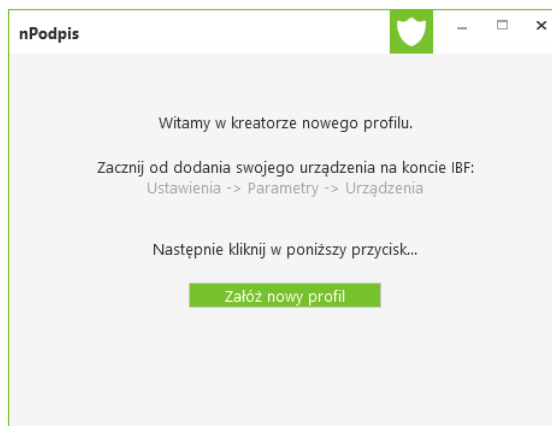 nPodpis
Witamy w kreatorze nowego profilu.
Zacznij od dodania swojego urządzenia na koncie IBF:
Ustawienia -> Parametry -> Urządzenia
Następnie kliknij w poniższy przycisk...
Załóż nowy profil